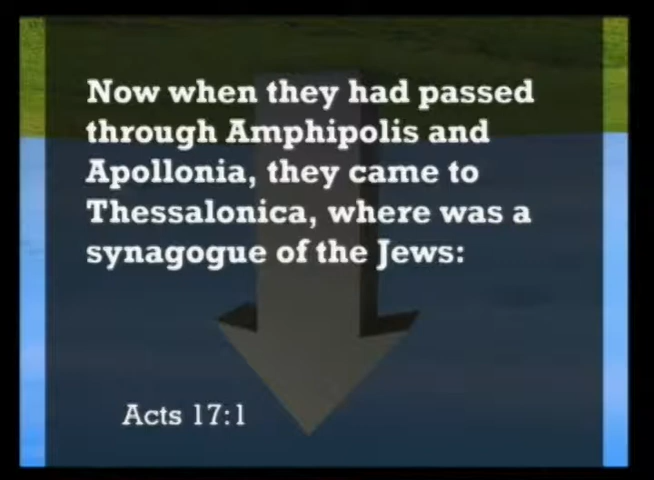 Now when they had passed
through Amphipolis and
Apollonia, they came to
Thessalonica, where was a
synagogue of the Jews:
Acts 17:1